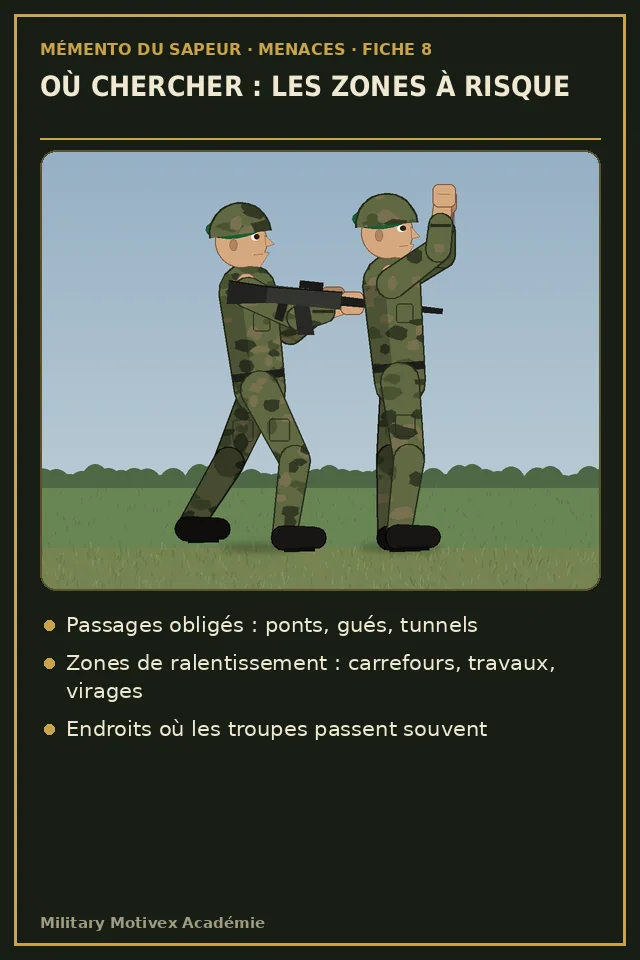 MÉMENTO DU SAPEUR · MENACES · FICHE 8
OÙ CHERCHER : LES ZONES À RISQUE
Passages obligés : ponts, gués, tunnels
Zones de ralentissement : carrefours, travaux,
virages
Endroits où les troupes passent souvent
Military Motivex Académie